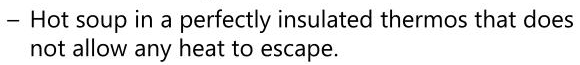 – Hot soup in a perfectly insulated thermos that does
not allow any heat to escape.